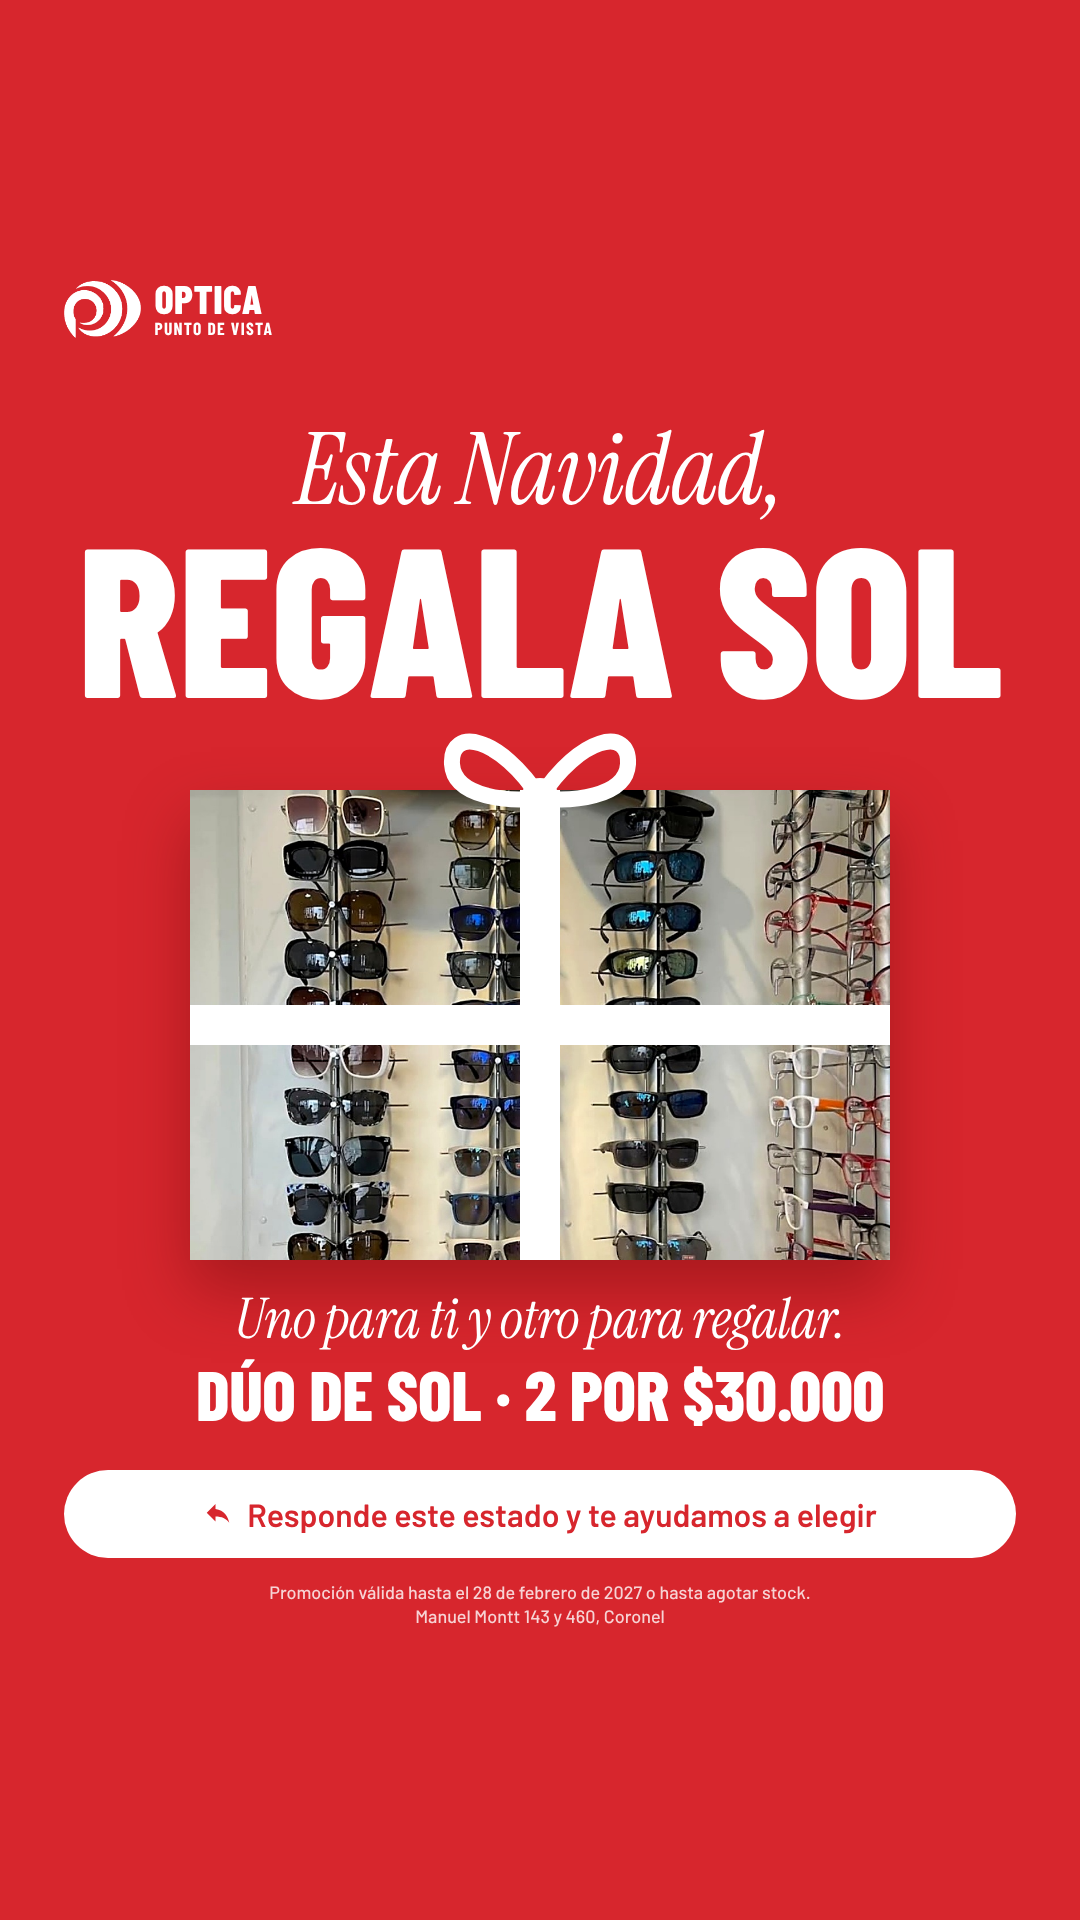 OPTICA
PUNTO DE VISTA
Esta Navidad,
REGALA SOL
Uno para ti y otro para regalar.
DÚO DE SOL · 2 POR $30.000
Responde este estado y te ayudamos a elegir
Promoción válida hasta el 28 de febrero de 2027 o hasta agotar stock.
Manuel Montt 143 y 460, Coronel